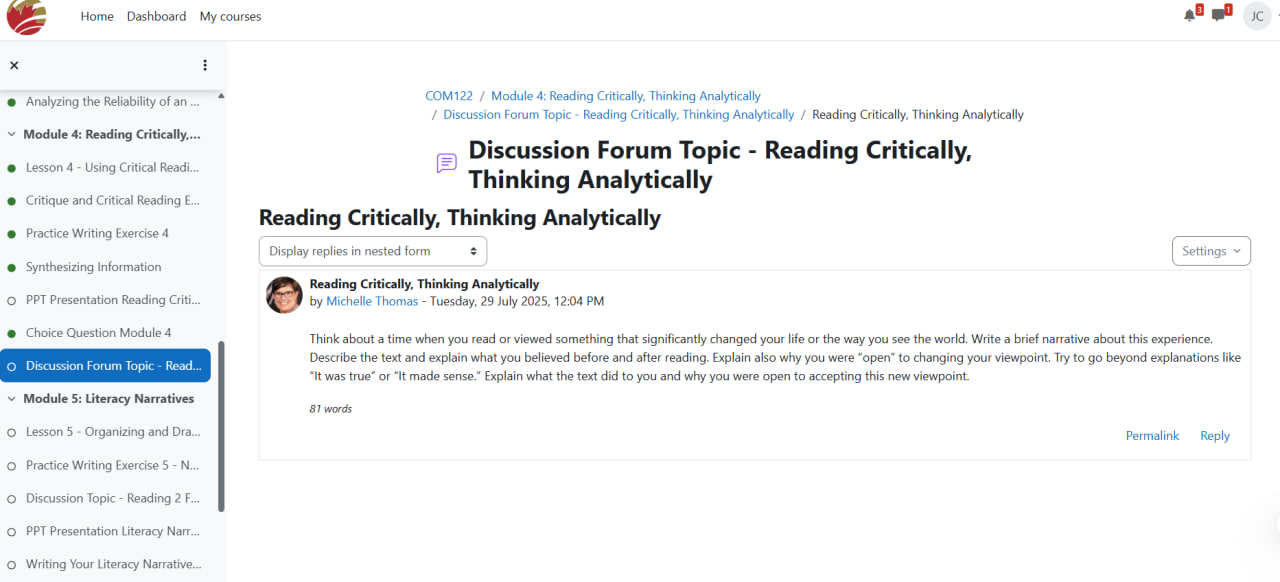 Home Dashboard My courses
3 1 JC
Analyzing the Reliability of an ...
Module 4: Reading Critically,...
Lesson 4 - Using Critical Readi...
Critique and Critical Reading E...
Practice Writing Exercise 4
Synthesizing Information
PPT Presentation Reading Criti...
Choice Question Module 4
Discussion Forum Topic - Read...
Module 5: Literacy Narratives
Lesson 5 - Organizing and Dra...
Practice Writing Exercise 5 - N...
Discussion Topic - Reading 2 F...
PPT Presentation Literacy Narr...
Writing Your Literacy Narrative...
COM122 / Module 4: Reading Critically, Thinking Analytically
/ Discussion Forum Topic - Reading Critically, Thinking Analytically / Reading Critically, Thinking Analytically
Discussion Forum Topic - Reading Critically,
Thinking Analytically
Reading Critically, Thinking Analytically
Display replies in nested form
Settings
Reading Critically, Thinking Analytically
by Michelle Thomas - Tuesday, 29 July 2025, 12:04 PM
Think about a time when you read or viewed something that significantly changed your life or the way you see the world. Write a brief narrative about this experience.
Describe the text and explain what you believed before and after reading. Explain also why you were “open” to changing your viewpoint. Try to go beyond explanations like
“It was true” or “It made sense.” Explain what the text did to you and why you were open to accepting this new viewpoint.
81 words
Permalink Reply